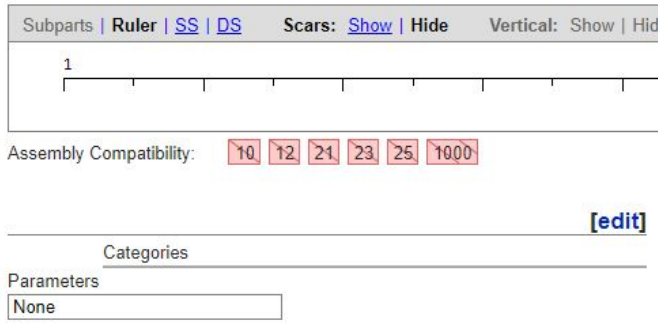 Subparts | Ruler | SS | DS Scars: Show | Hide Vertical: Show | Hid
1
Assembly Compatibility: 10 12 21 23 25 1000
[edit]
Categories
Parameters
None